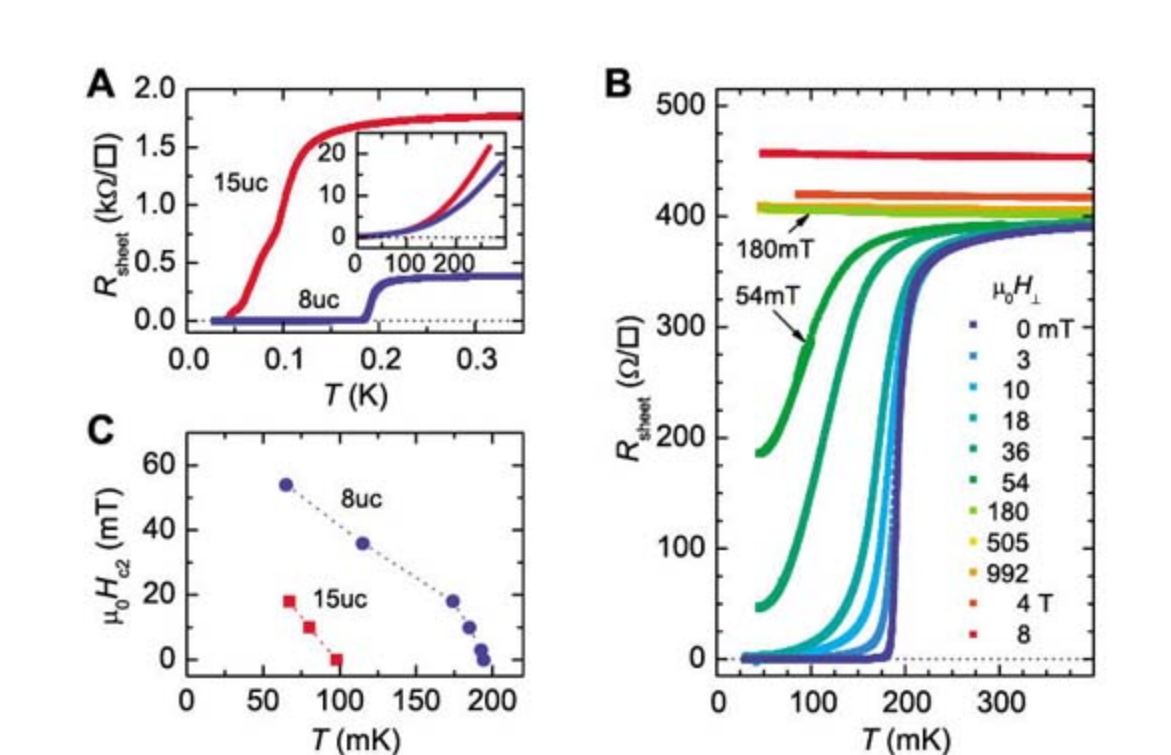 A
2.0
1.5
1.0
0.5
0.0
R_sheet (kΩ/□)
15uc
8uc
20
10
0
0 100 200
0.0 0.1 0.2 0.3
T (K)
B
500
400
300
200
100
0
R_sheet (Ω/□)
180mT
54mT
μ₀H⊥
0 mT
3
10
18
36
54
180
505
992
4 T
8
0 100 200 300
T (mK)
C
60
40
20
0
μ₀H_c2 (mT)
8uc
15uc
0 50 100 150 200
T (mK)